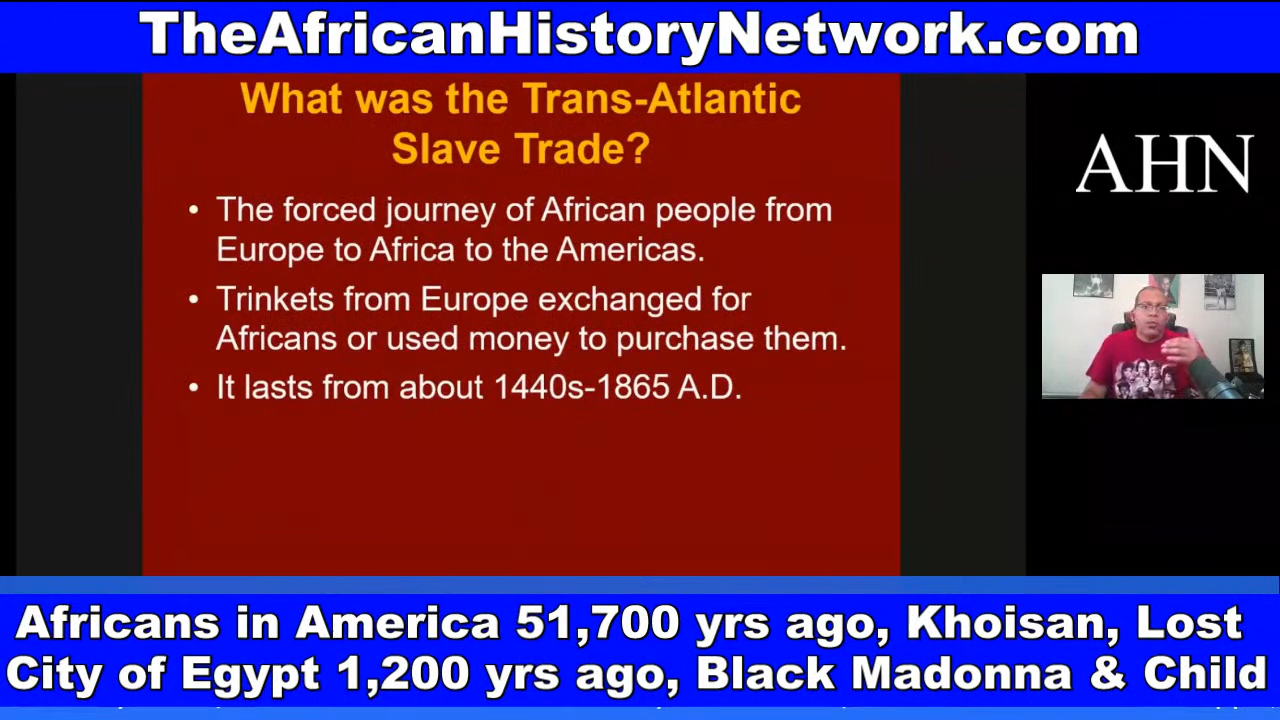 TheAfricanHistoryNetwork.com
What was the Trans-Atlantic
Slave Trade?
• The forced journey of African people from
Europe to Africa to the Americas.
• Trinkets from Europe exchanged for
Africans or used money to purchase them.
• It lasts from about 1440s-1865 A.D.
AHN
Africans in America 51,700 yrs ago, Khoisan, Lost
City of Egypt 1,200 yrs ago, Black Madonna & Child